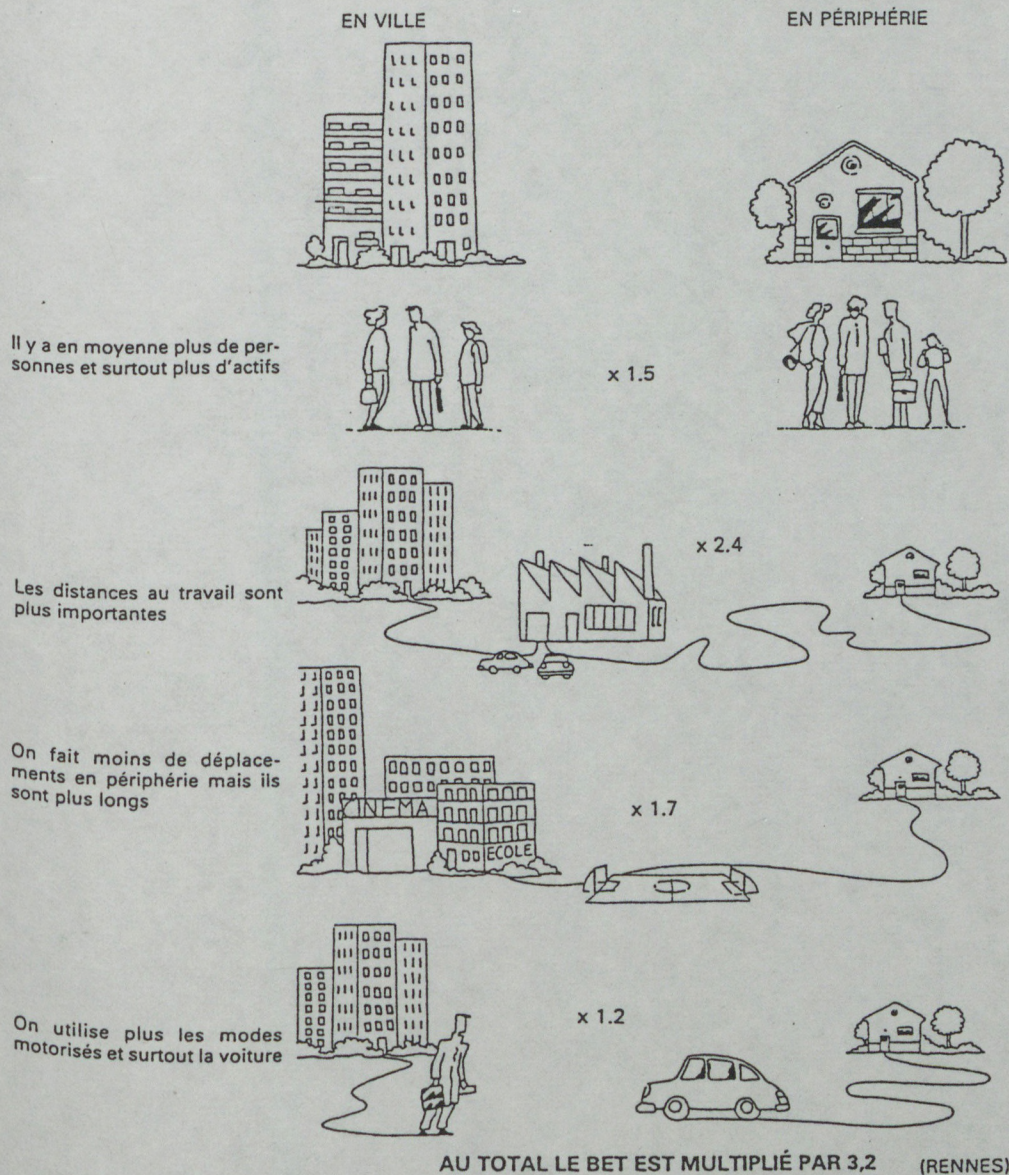 EN VILLE
EN PÉRIPHÉRIE
Il y a en moyenne plus de per-
sonnes et surtout plus d'actifs
x 1.5
Les distances au travail sont
plus importantes
x 2.4
On fait moins de déplace-
ments en périphérie mais ils
sont plus longs
CINEMA
ECOLE
x 1.7
On utilise plus les modes
motorisés et surtout la voiture
x 1.2
AU TOTAL LE BET EST MULTIPLIÉ PAR 3,2 (RENNES)